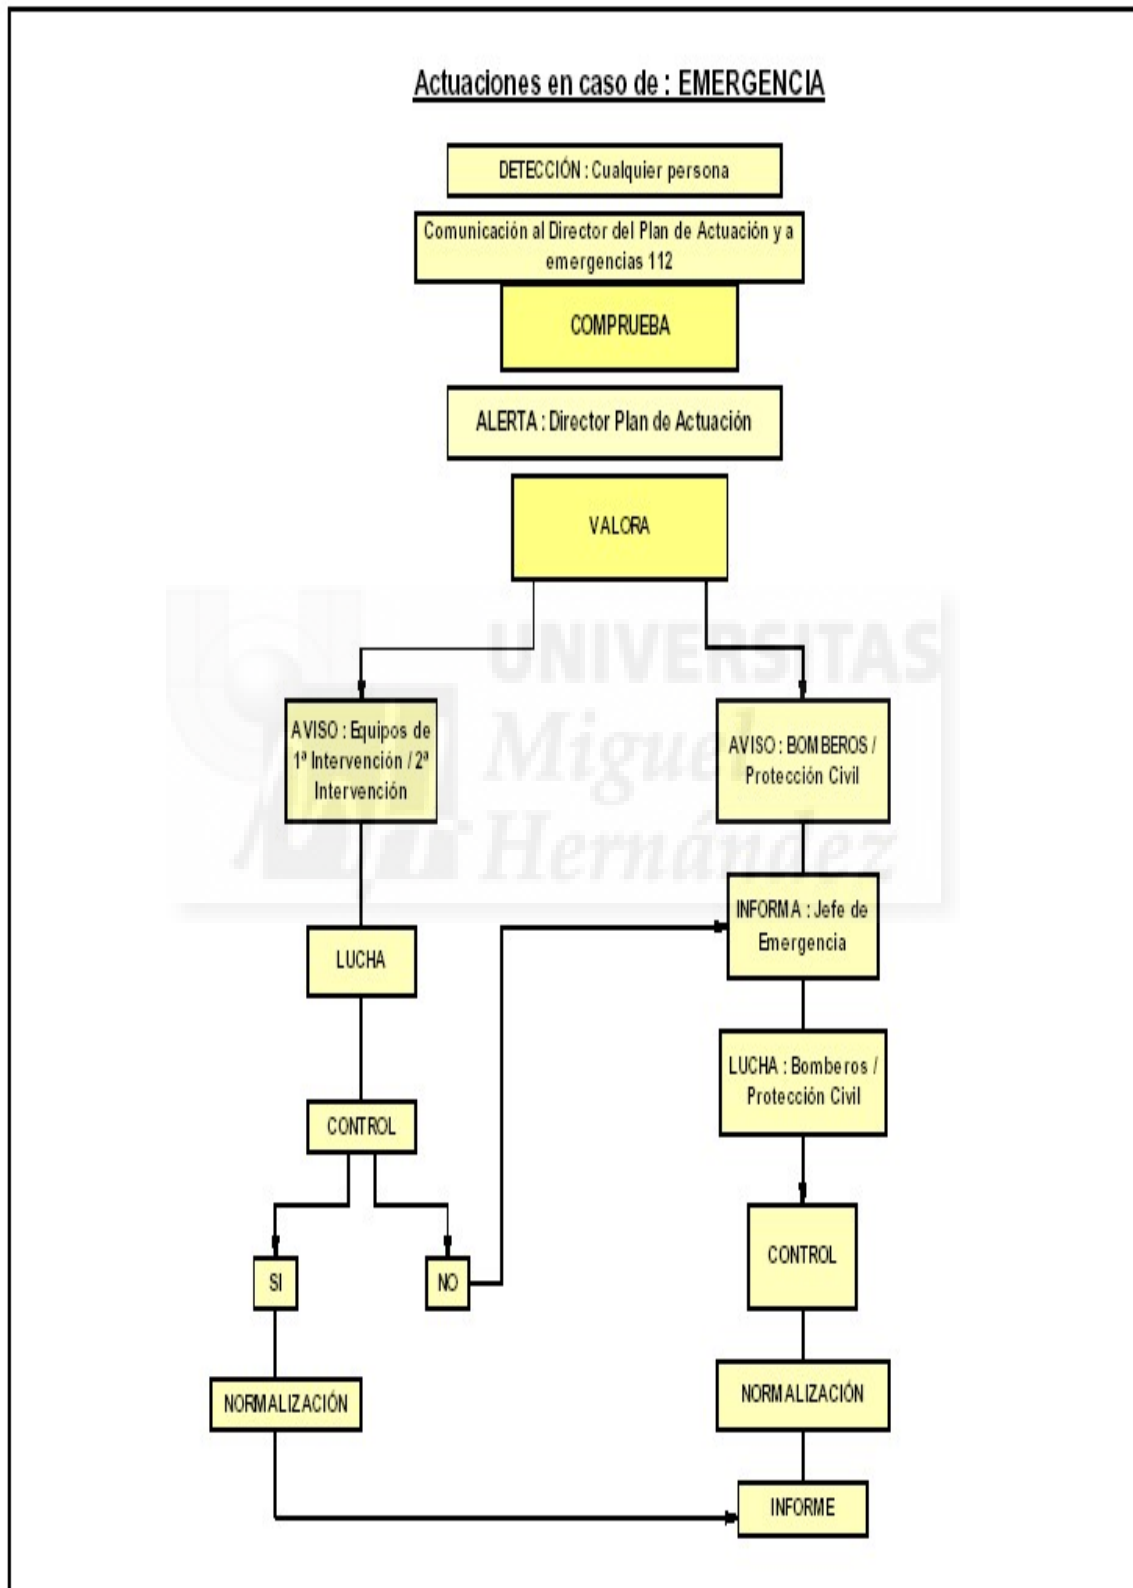 Actuaciones en caso de : EMERGENCIA
DETECCIÓN : Cualquier persona
Comunicación al Director del Plan de Actuación y a
emergencias 112
COMPRUEBA
ALERTA : Director Plan de Actuación
VALORA
UNIVERSITAS
Miguel
Hernández
AVISO : Equipos de
1ª Intervención / 2ª
Intervención
AVISO : BOMBEROS /
Protección Civil
INFORMA : Jefe de
Emergencia
LUCHA
LUCHA : Bomberos /
Protección Civil
CONTROL
SI
NO
CONTROL
NORMALIZACIÓN
NORMALIZACIÓN
INFORME